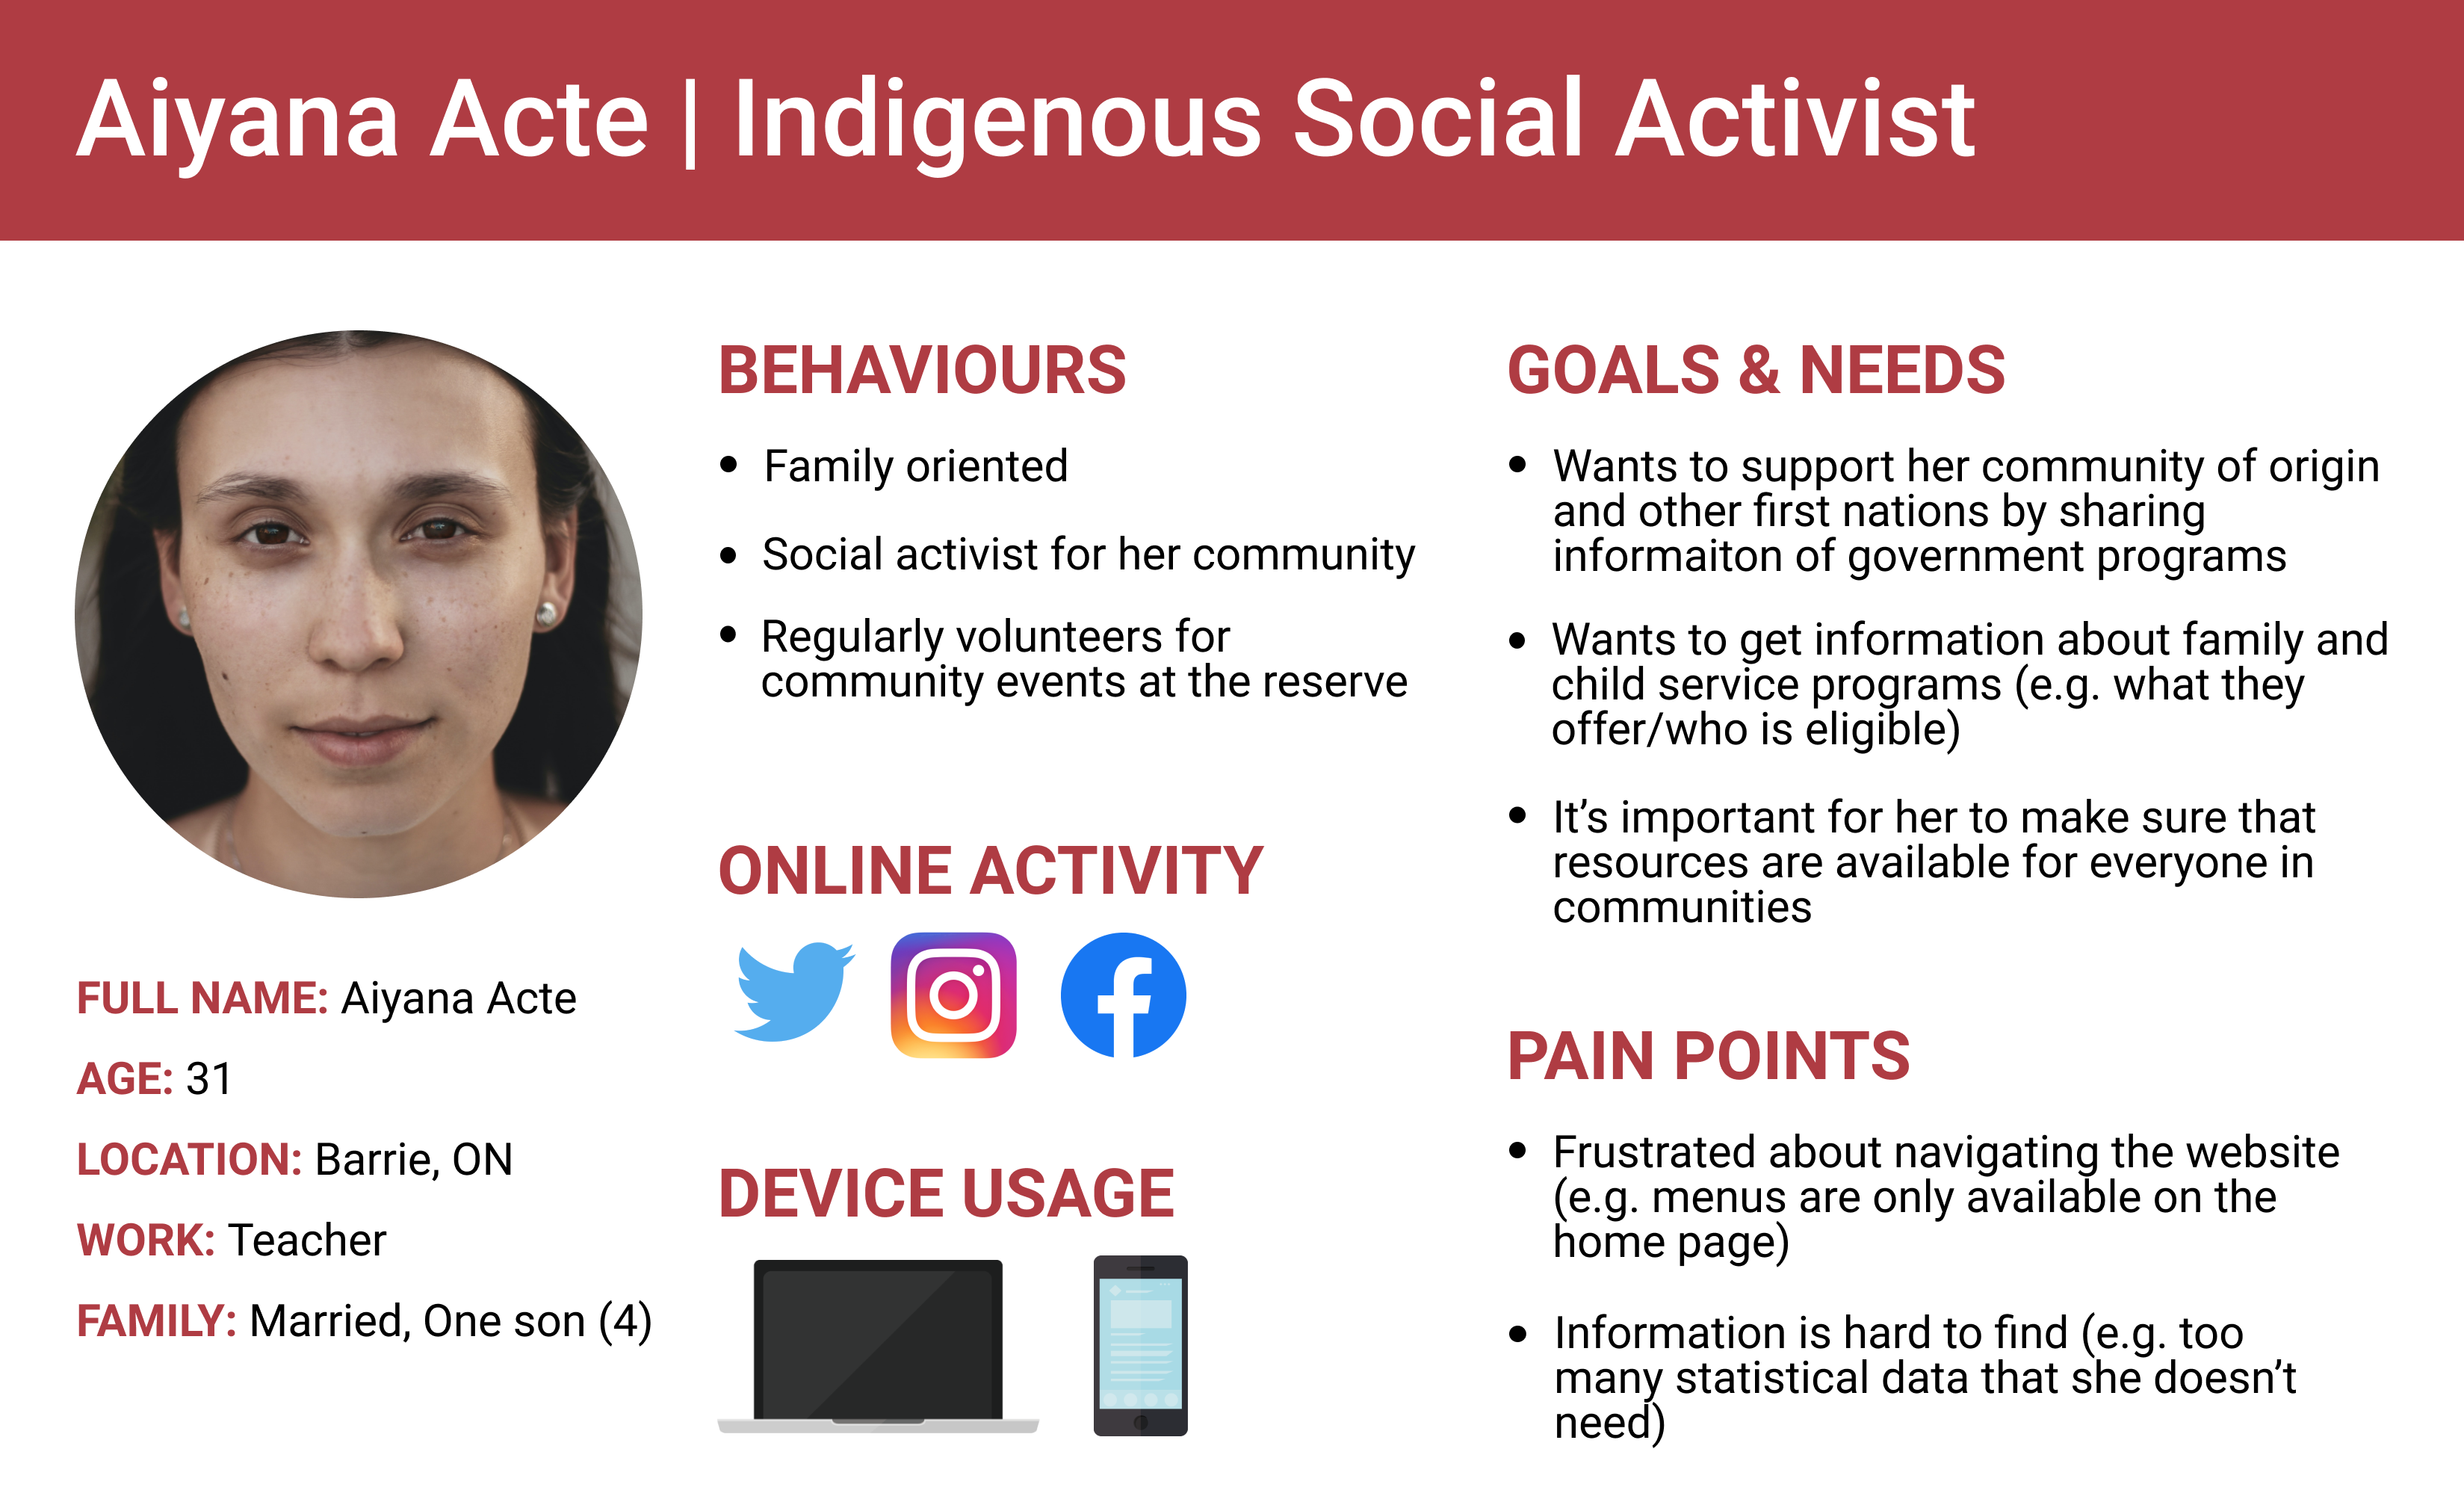 Aiyana Acte | Indigenous Social Activist
FULL NAME: Aiyana Acte
AGE: 31
LOCATION: Barrie, ON
WORK: Teacher
FAMILY: Married, One son (4)
BEHAVIOURS
• Family oriented
• Social activist for her community
• Regularly volunteers for
community events at the reserve
ONLINE ACTIVITY
DEVICE USAGE
GOALS & NEEDS
• Wants to support her community of origin
and other first nations by sharing
informaiton of government programs
• Wants to get information about family and
child service programs (e.g. what they
offer/who is eligible)
• It’s important for her to make sure that
resources are available for everyone in
communities
PAIN POINTS
• Frustrated about navigating the website
(e.g. menus are only available on the
home page)
• Information is hard to find (e.g. too
many statistical data that she doesn’t
need)